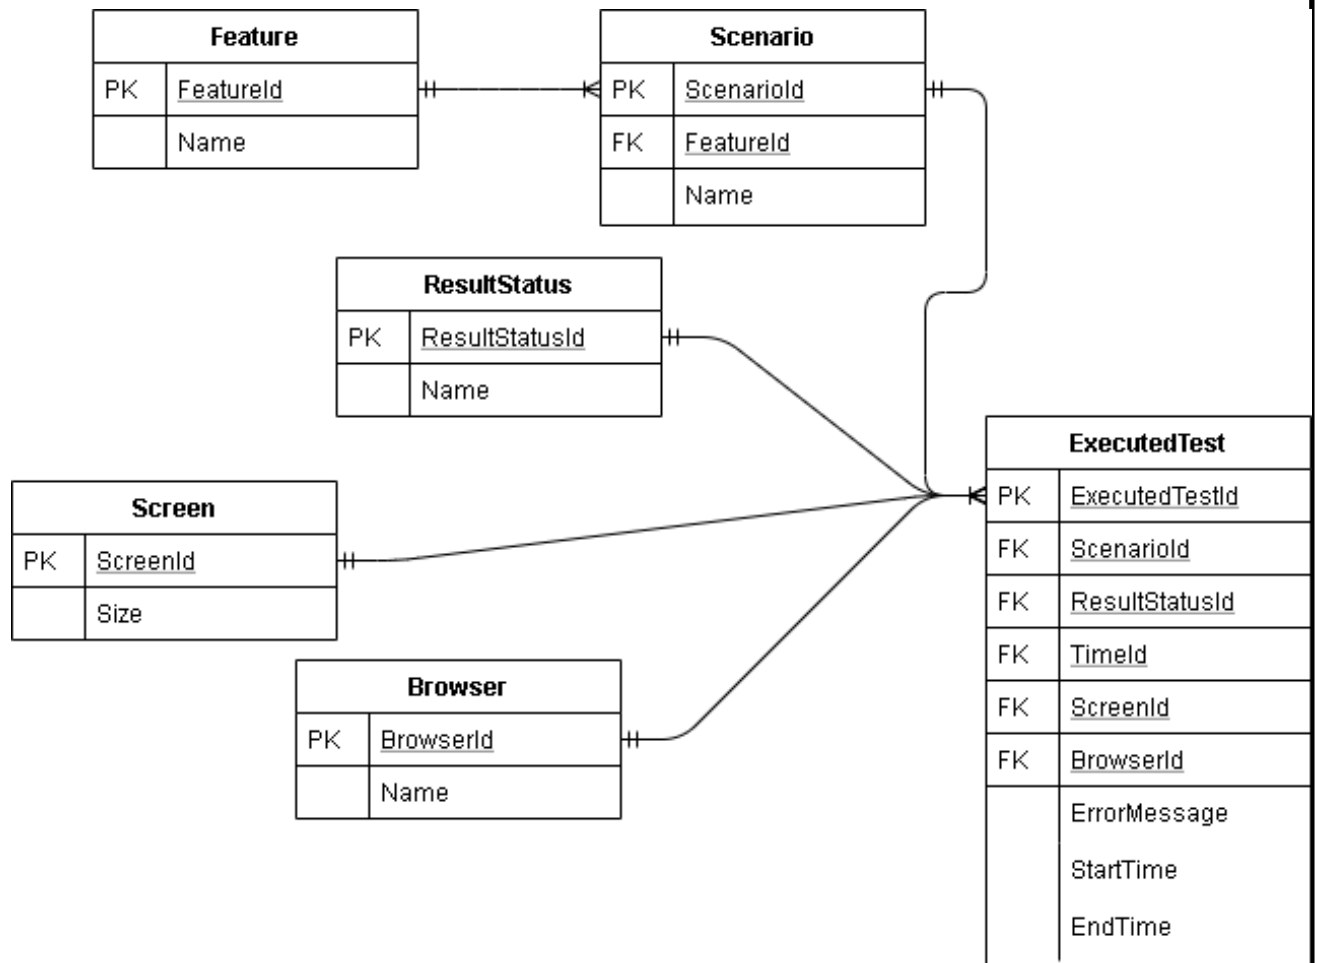 Feature
PK FeatureId
Name
Scenario
PK ScenarioId
FK FeatureId
Name
ResultStatus
PK ResultStatusId
Name
Screen
PK ScreenId
Size
Browser
PK BrowserId
Name
ExecutedTest
PK ExecutedTestId
FK ScenarioId
FK ResultStatusId
FK TimeId
FK ScreenId
FK BrowserId
ErrorMessage
StartTime
EndTime